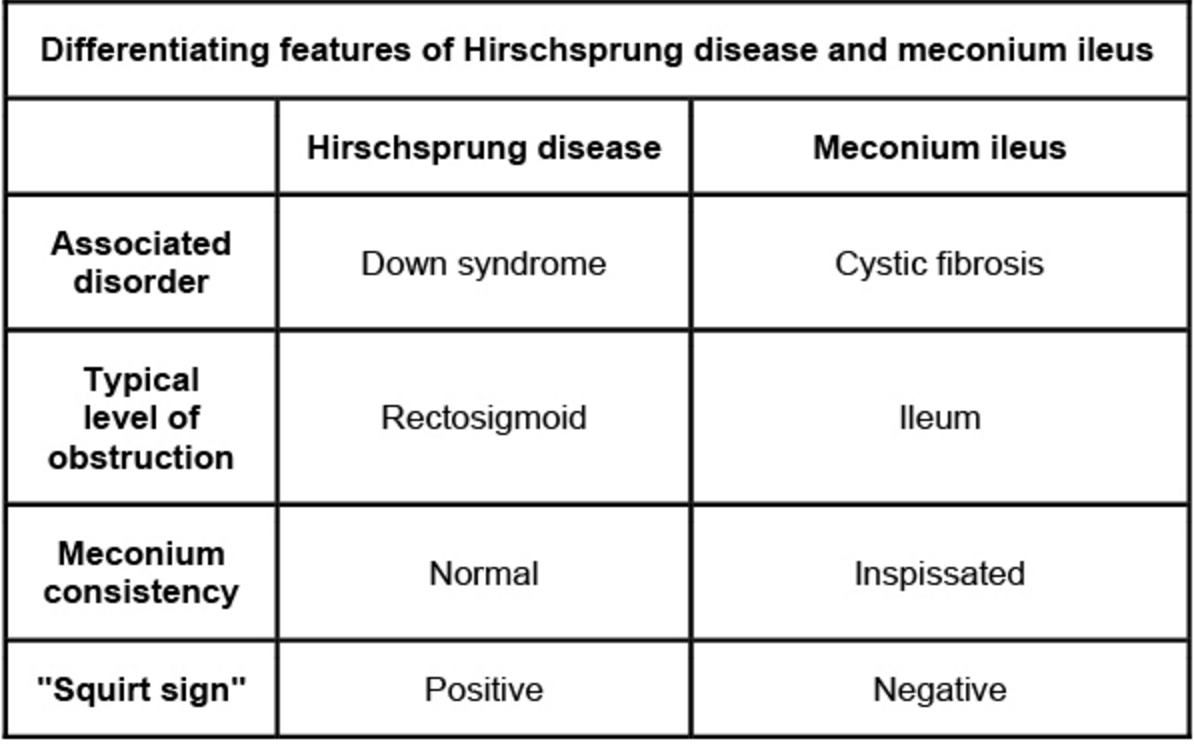 Differentiating features of Hirschsprung disease and meconium ileus
Hirschsprung disease
Meconium ileus
Associated
disorder
Down syndrome
Cystic fibrosis
Typical
level of
obstruction
Rectosigmoid
Ileum
Meconium
consistency
Normal
Inspissated
"Squirt sign"
Positive
Negative